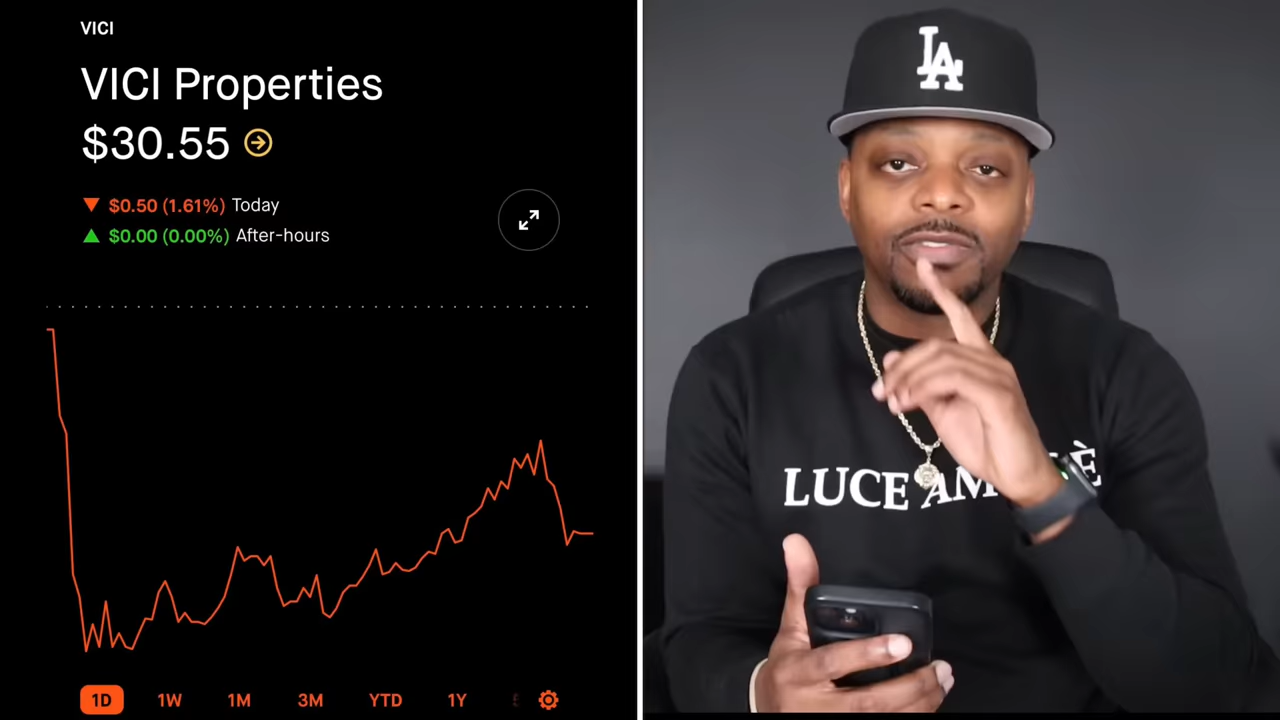 VICI
VICI Properties
$30.55
▼ $0.50 (1.61%) Today
▲ $0.00 (0.00%) After-hours
1D 1W 1M 3M YTD 1Y
LA
LUCE